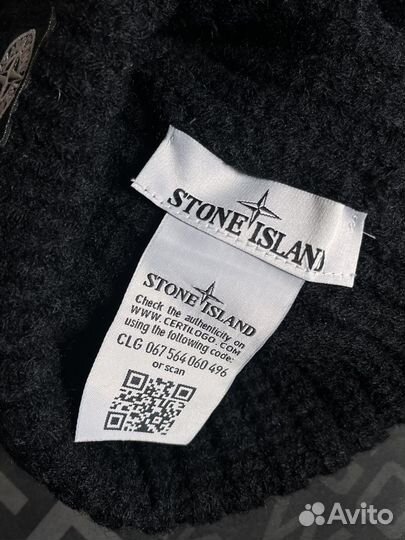 STONE ISLAND
STONE ISLAND
Check the authenticity on
WWW.CERTILOGO.COM
using the following code:
CLG 067 564 060 496
or scan
Avito